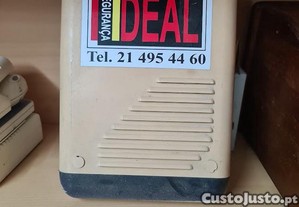 SEGURANÇA
IDEAL
Tel. 21 495 44 60
CustoJusto.pt